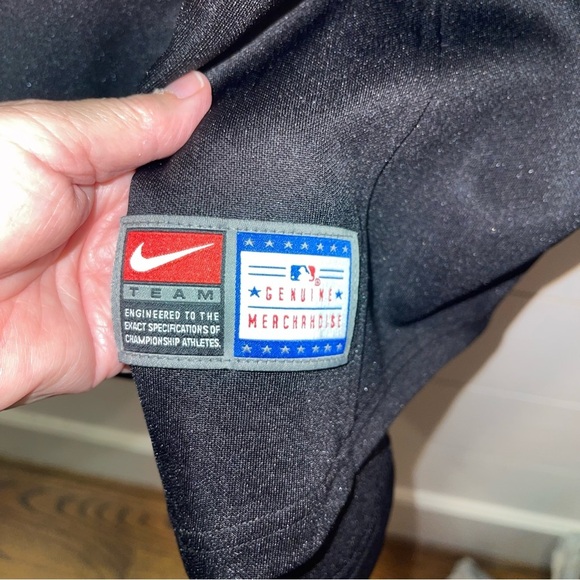 TEAM
ENGINEERED TO THE
EXACT SPECIFICATIONS OF
CHAMPIONSHIP ATHLETES.
®
GENUINE
MERCHANDISE